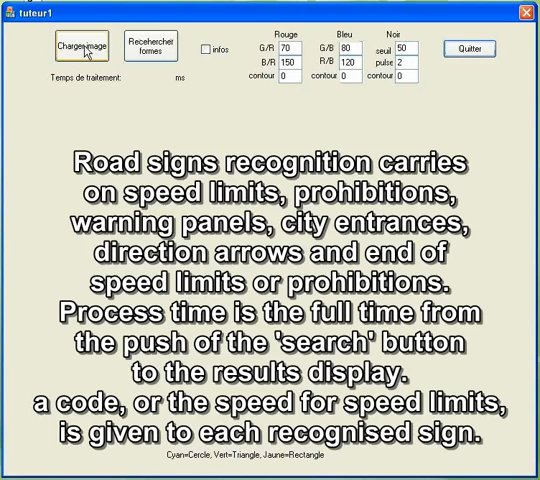 tuteur1
Charger image
Recehercher formes
infos
Rouge
Bleu
Noir
G/R 70
G/B 80
seuil 50
Quitter
B/R 150
R/B 120
pulse 2
contour 0
contour 0
contour 0
Temps de traitement: ms
Road signs recognition carries
on speed limits, prohibitions,
warning panels, city entrances,
direction arrows and end of
speed limits or prohibitions.
Process time is the full time from
the push of the 'search' button
to the results display.
a code, or the speed for speed limits,
is given to each recognised sign.
Cyan=Cercle, Vert=Triangle, Jaune=Rectangle